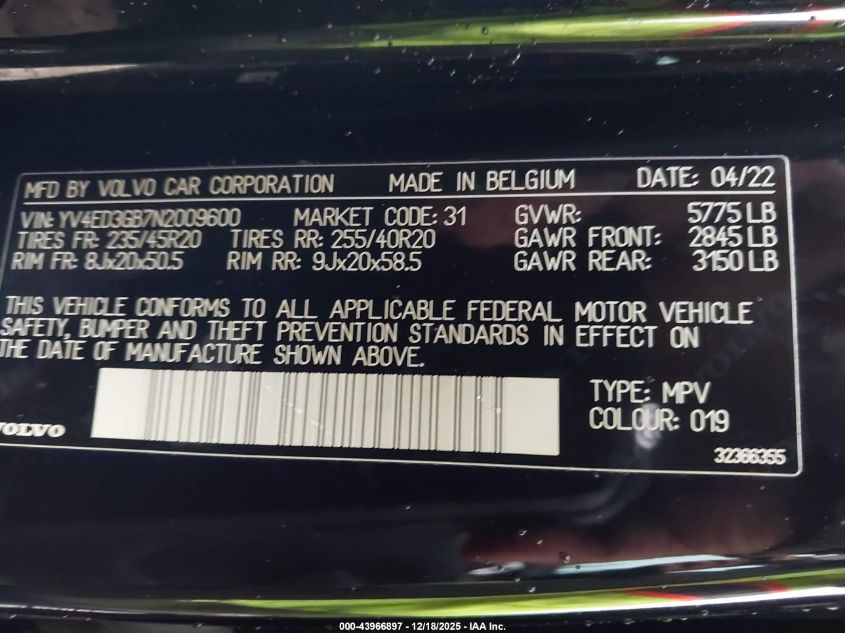 MFD BY VOLVO CAR CORPORATION MADE IN BELGIUM DATE: 04/22
VIN: YV4ED3GB7N2009600 MARKET CODE: 31 GVWR: 5775 LB
TIRES FR: 235/45R20 TIRES RR: 255/40R20 GAWR FRONT: 2845 LB
RIM FR: 8Jx20x50.5 RIM RR: 9Jx20x58.5 GAWR REAR: 3150 LB
THIS VEHICLE CONFORMS TO ALL APPLICABLE FEDERAL MOTOR VEHICLE
SAFETY, BUMPER AND THEFT PREVENTION STANDARDS IN EFFECT ON
THE DATE OF MANUFACTURE SHOWN ABOVE.
TYPE: MPV
COLOUR: 019
VOLVO
32366355
000-43966897 - 12/18/2025 - IAA Inc.